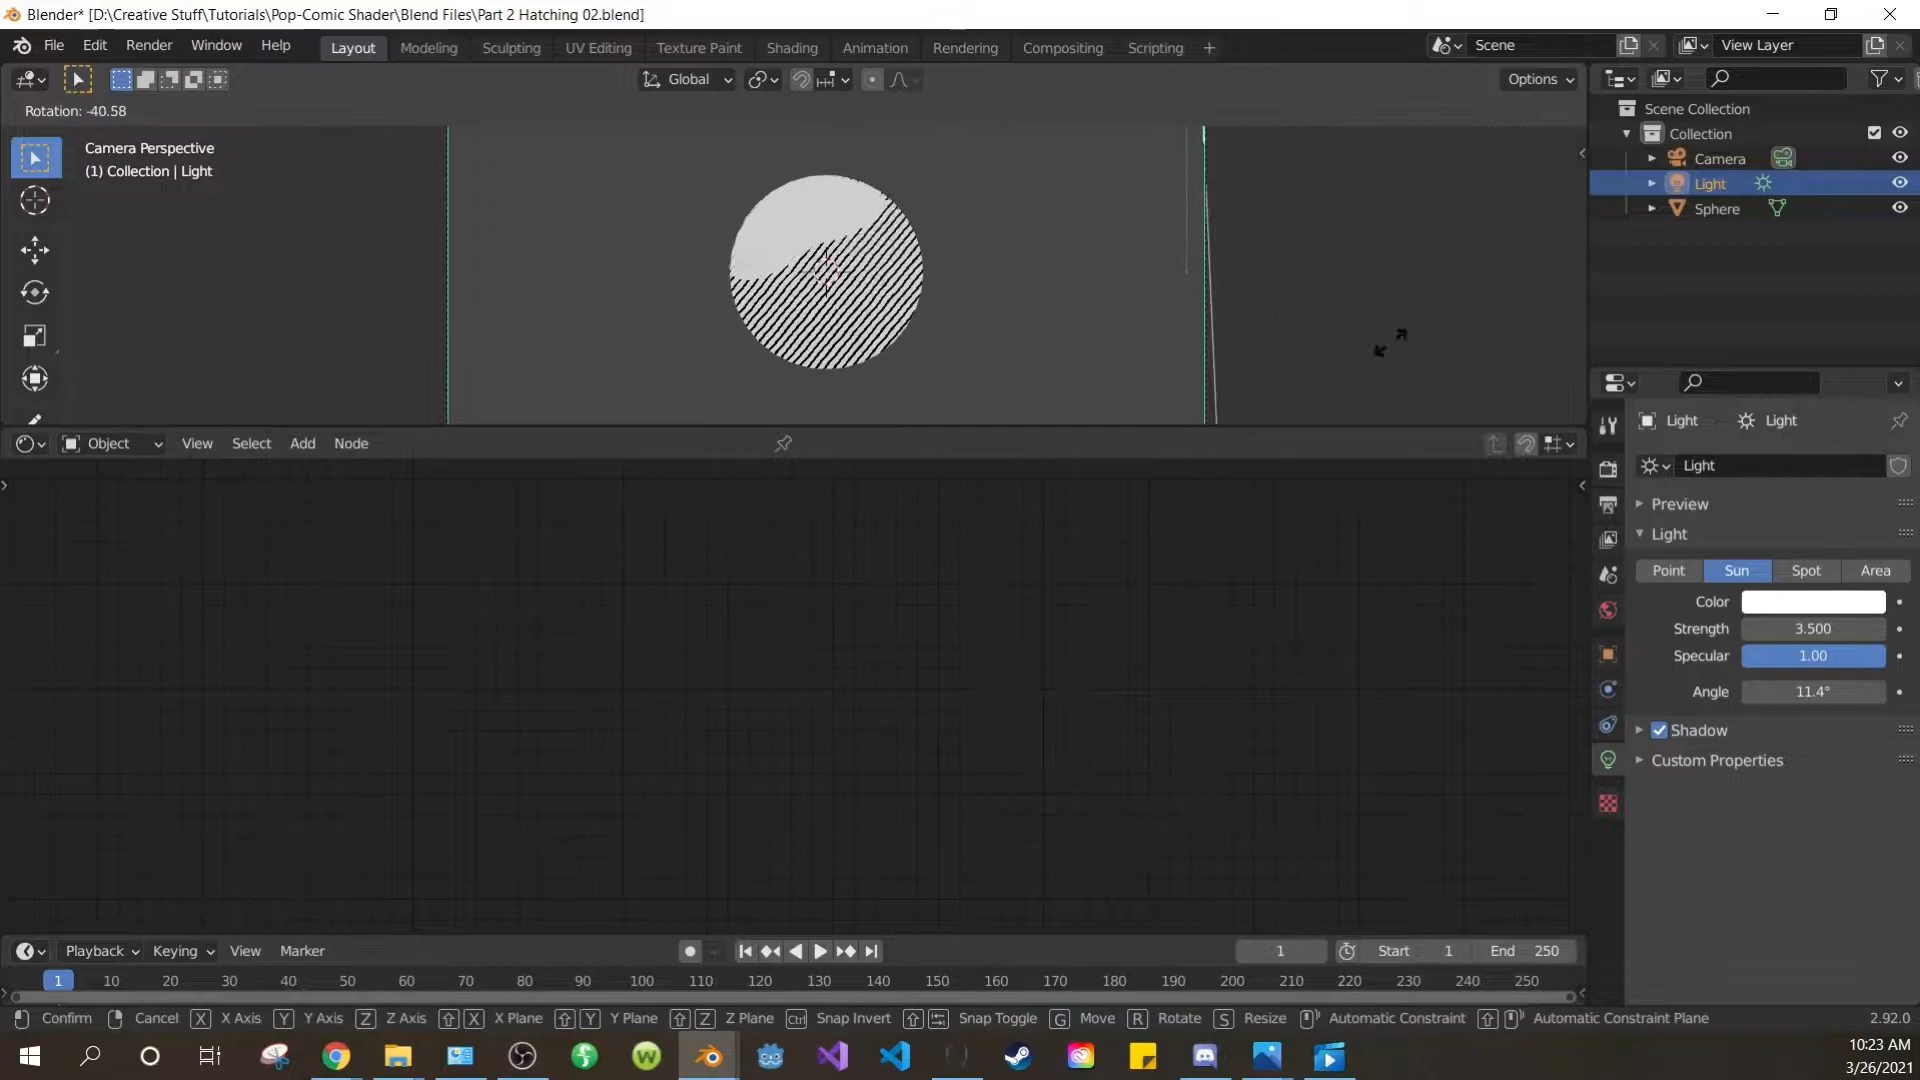 Blender* [D:\Creative Stuff\Tutorials\Pop-Comic Shader\Blend Files\Part 2 Hatching 02.blend]
File Edit Render Window Help Layout Modeling Sculpting UV Editing Texture Paint Shading Animation Rendering Compositing Scripting + Scene View Layer
Global Options
Rotation: -40.58
Camera Perspective
(1) Collection | Light
Scene Collection
Collection
Camera
Light
Sphere
Object View Select Add Node
Light Light
Light
Preview
Light
Point Sun Spot Area
Color
Strength 3.500
Specular 1.00
Angle 11.4°
Shadow
Custom Properties
Playback Keying View Marker 1 Start 1 End 250
1 10 20 30 40 50 60 70 80 90 100 110 120 130 140 150 160 170 180 190 200 210 220 230 240 250
Confirm Cancel X X Axis Y Y Axis Z Z Axis X X Plane Y Y Plane Z Z Plane Ctrl Snap Invert Snap Toggle G Move R Rotate S Resize Automatic Constraint Automatic Constraint Plane 2.92.0
10:23 AM
3/26/2021